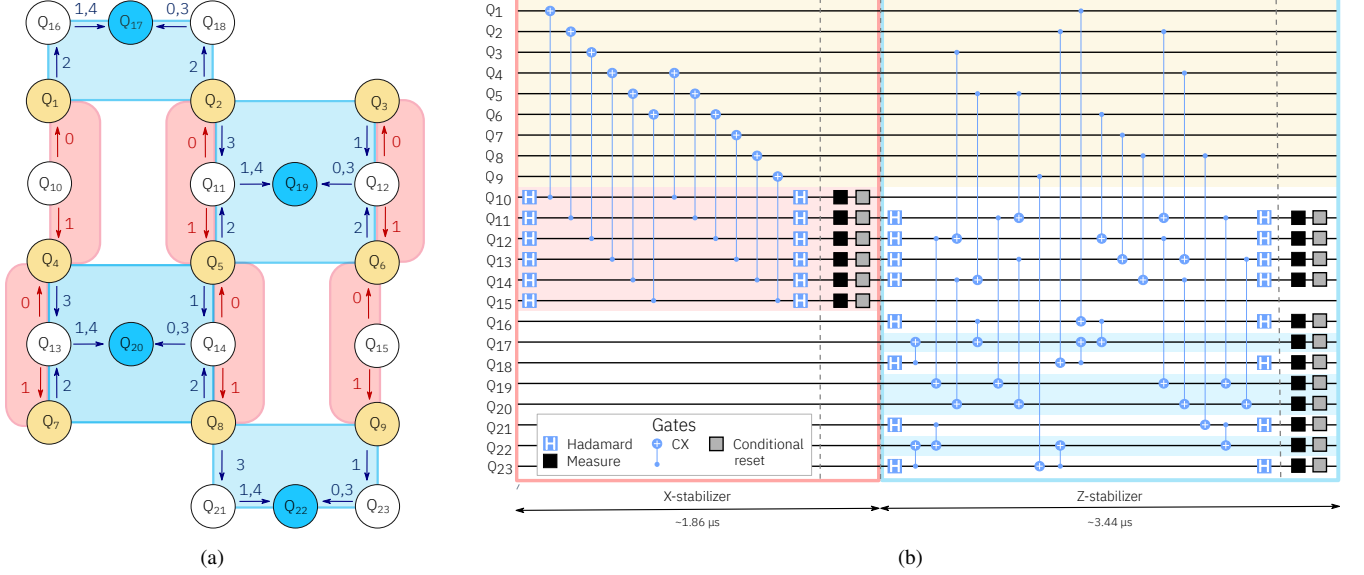 Q16 1,4 Q17 0,3 Q18
2 2
Q1 Q2 Q3
0 0 3 1 0
Q10 Q11 1,4 Q19 0,3 Q12
1 1 2 2 1
Q4 Q5 Q6
0 3 1 0 0
Q13 1,4 Q20 0,3 Q14 Q15
1 2 2 1 1
Q7 Q8 Q9
3 1
Q21 1,4 Q22 0,3 Q23
(a)
Q1
Q2
Q3
Q4
Q5
Q6
Q7
Q8
Q9
Q10 H H
Q11 H H H H
Q12 H H H H
Q13 H H H H
Q14 H H H H
Q15 H H
Q16 H H
Q17
Q18 H H
Q19
Q20
Q21 H H
Q22
Q23 H H
Gates
H Hadamard CX Conditional
Measure reset
X-stabilizer Z-stabilizer
~1.86 µs ~3.44 µs
(b)